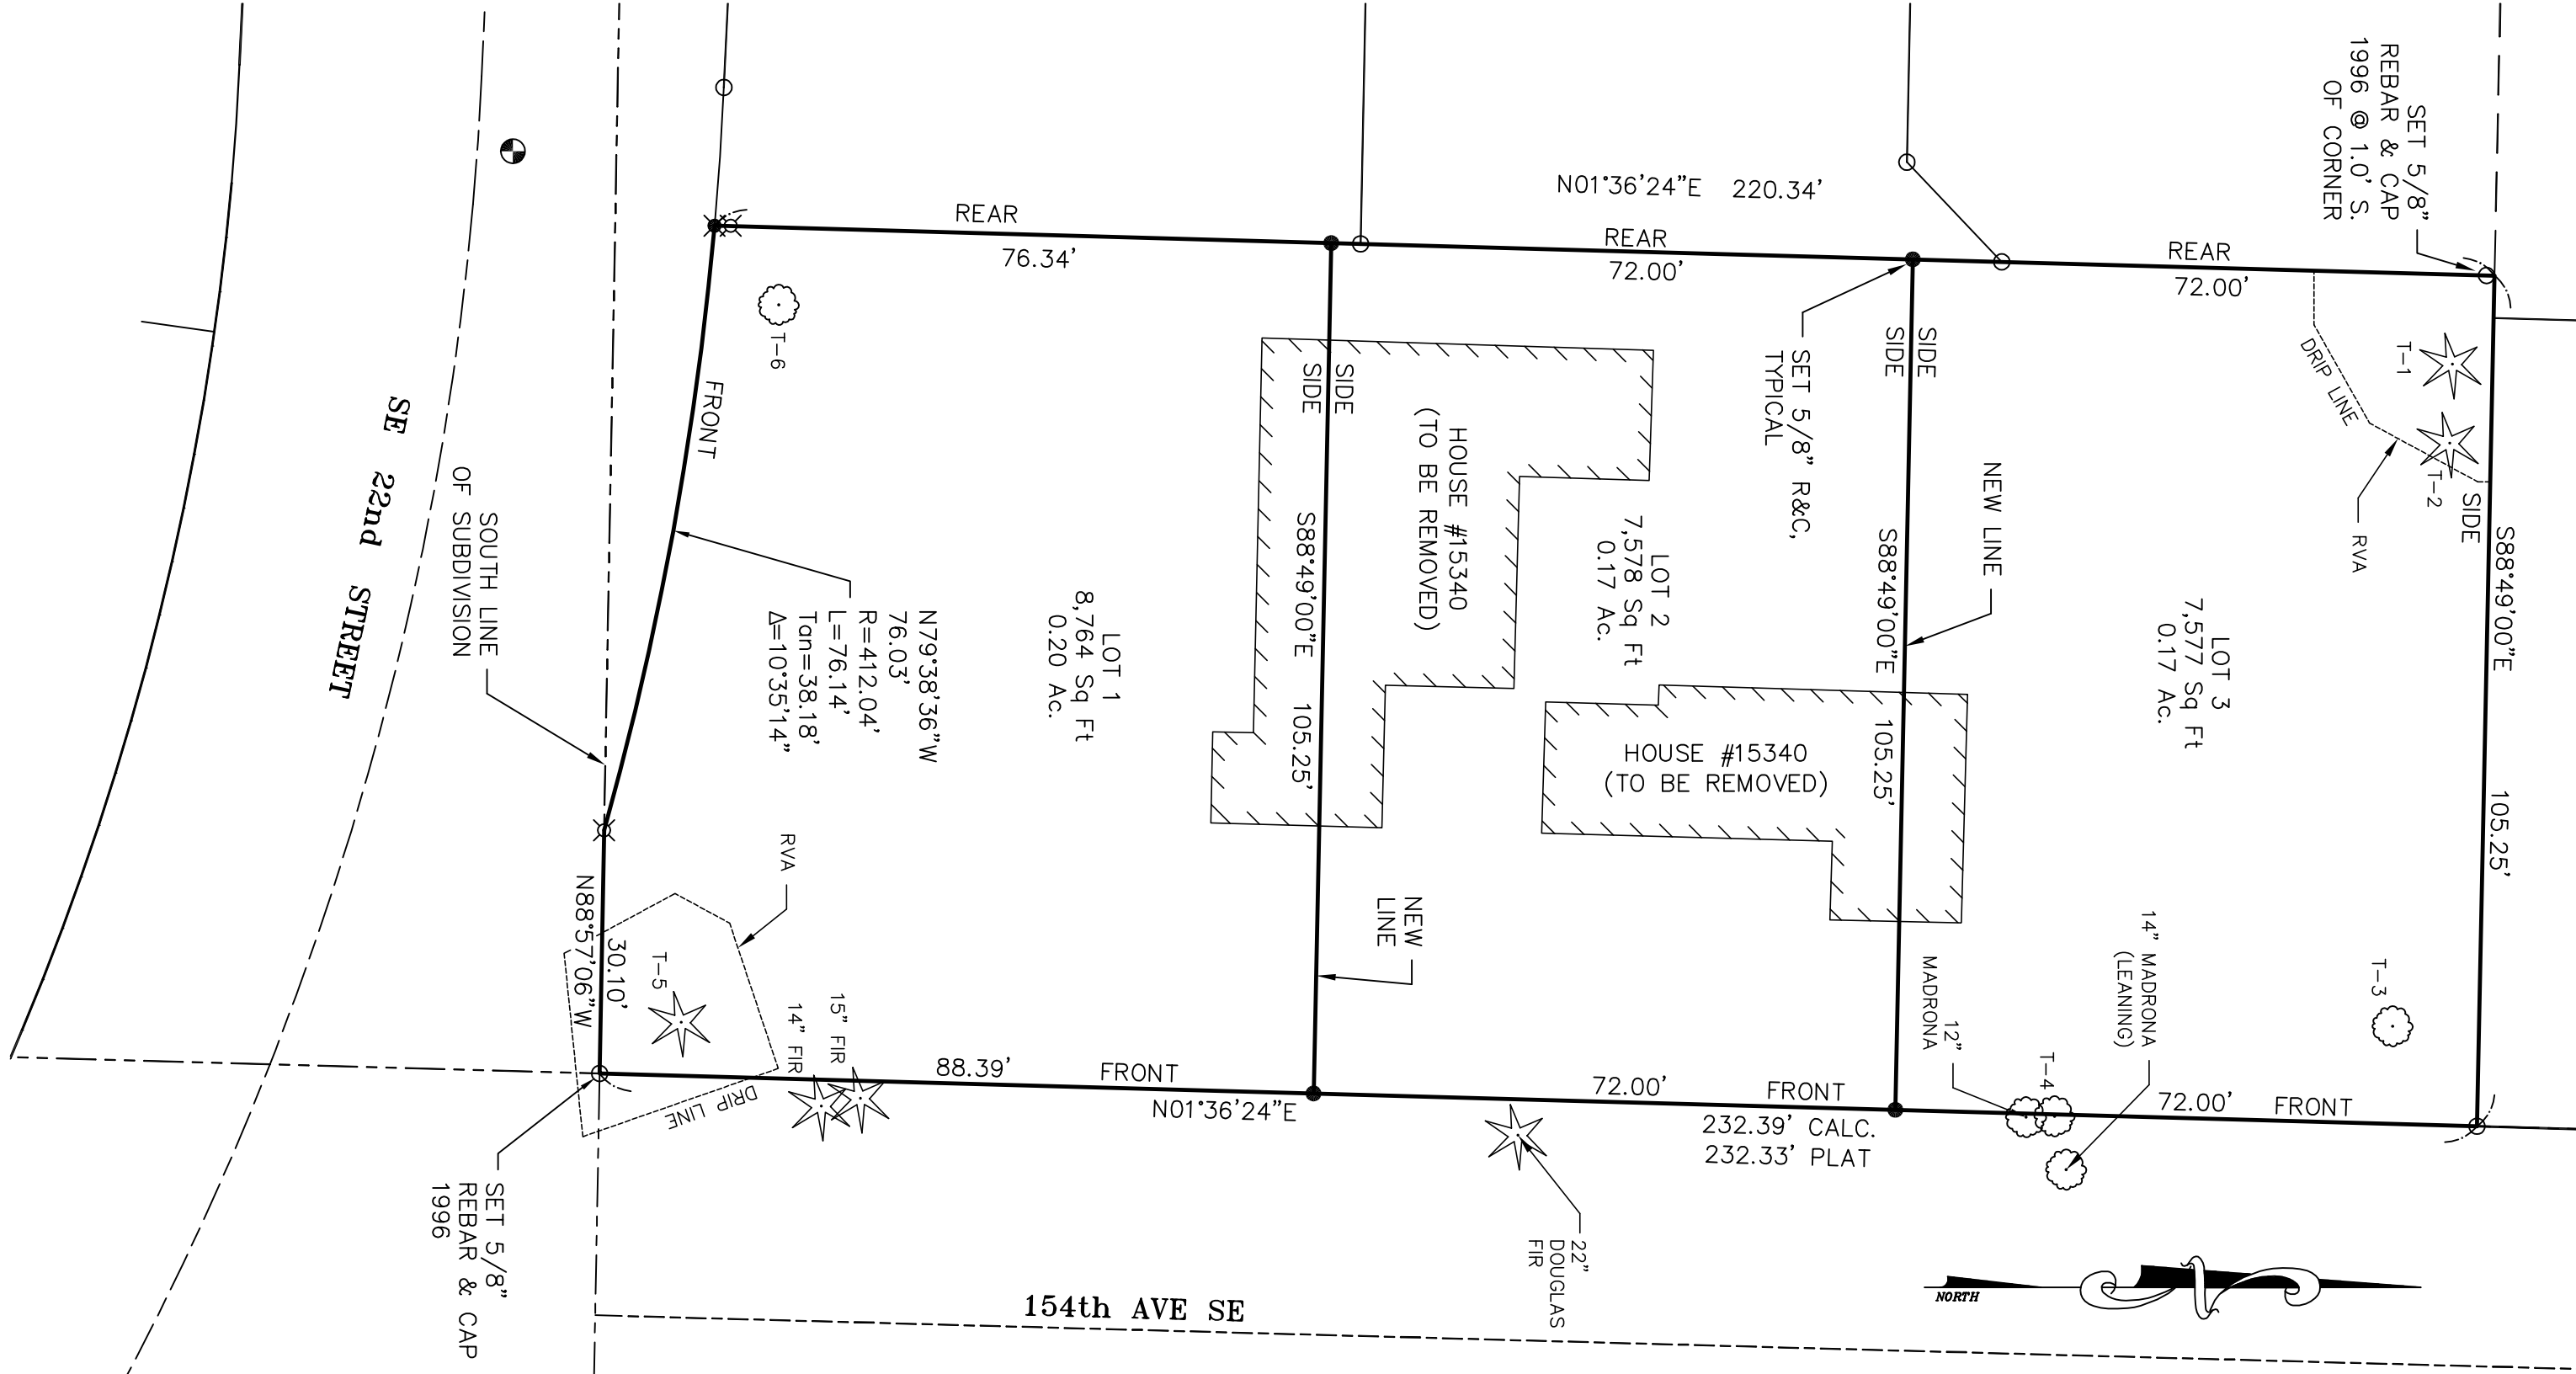 SET 5/8"
REBAR & CAP
1996 @ 1.0' S.
OF CORNER
N01°36'24"E 220.34'
REAR
76.34'
REAR
72.00'
REAR
72.00'
T-6
FRONT
SIDE
SIDE
SET 5/8" R&C,
TYPICAL
SIDE
SIDE
DRIP LINE
T-1
T-2
SIDE
RVA
S88°49'00"E 105.25'
SE 22nd STREET
SOUTH LINE
OF SUBDIVISION
N79°38'36"W
76.03'
R=412.04'
L=76.14'
Tan=38.18'
Δ=10°35'14"
LOT 1
8,764 Sq Ft
0.20 Ac.
HOUSE #15340
(TO BE REMOVED)
S88°49'00"E 105.25'
LOT 2
7,578 Sq Ft
0.17 Ac.
HOUSE #15340
(TO BE REMOVED)
S88°49'00"E 105.25'
NEW LINE
LOT 3
7,577 Sq Ft
0.17 Ac.
NEW
LINE
RVA
N88°57'06"W
30.10'
T-5
14" FIR
15" FIR
DRIP LINE
88.39'
FRONT
N01°36'24"E
72.00'
FRONT
232.39' CALC.
232.33' PLAT
12"
MADRONA
T-4
14" MADRONA
(LEANING)
T-3
72.00'
FRONT
SET 5/8"
REBAR & CAP
1996
22"
DOUGLAS
FIR
154th AVE SE
NORTH
N